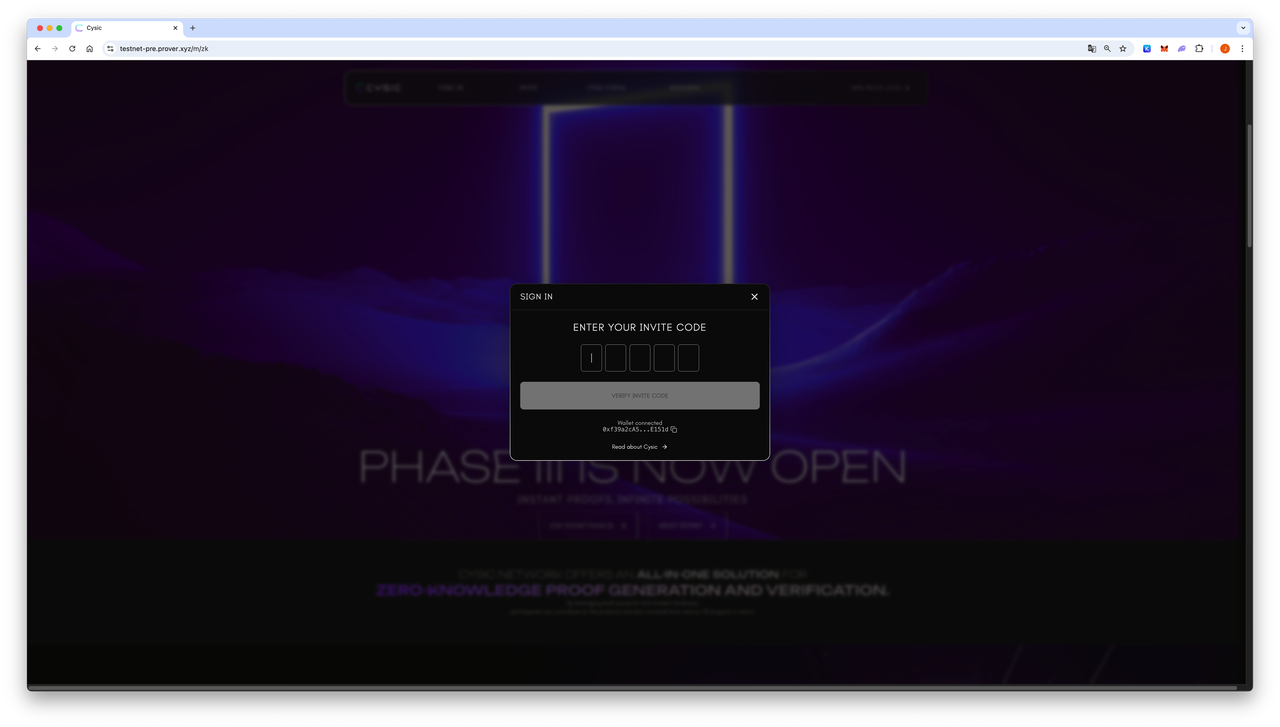 Cysic
testnet-pre.prover.xyz/m/zk
J
CYSIC
SIGN IN
ENTER YOUR INVITE CODE
VERIFY INVITE CODE
Wallet connected
0xf39a2cA5...E151d
Read about Cysic
PHASE III IS NOW OPEN
INSTANT PROOFS, INFINITE POSSIBILITIES
CYSIC NETWORK OFFERS AN ALL-IN-ONE SOLUTION FOR
ZERO-KNOWLEDGE PROOF GENERATION AND VERIFICATION.